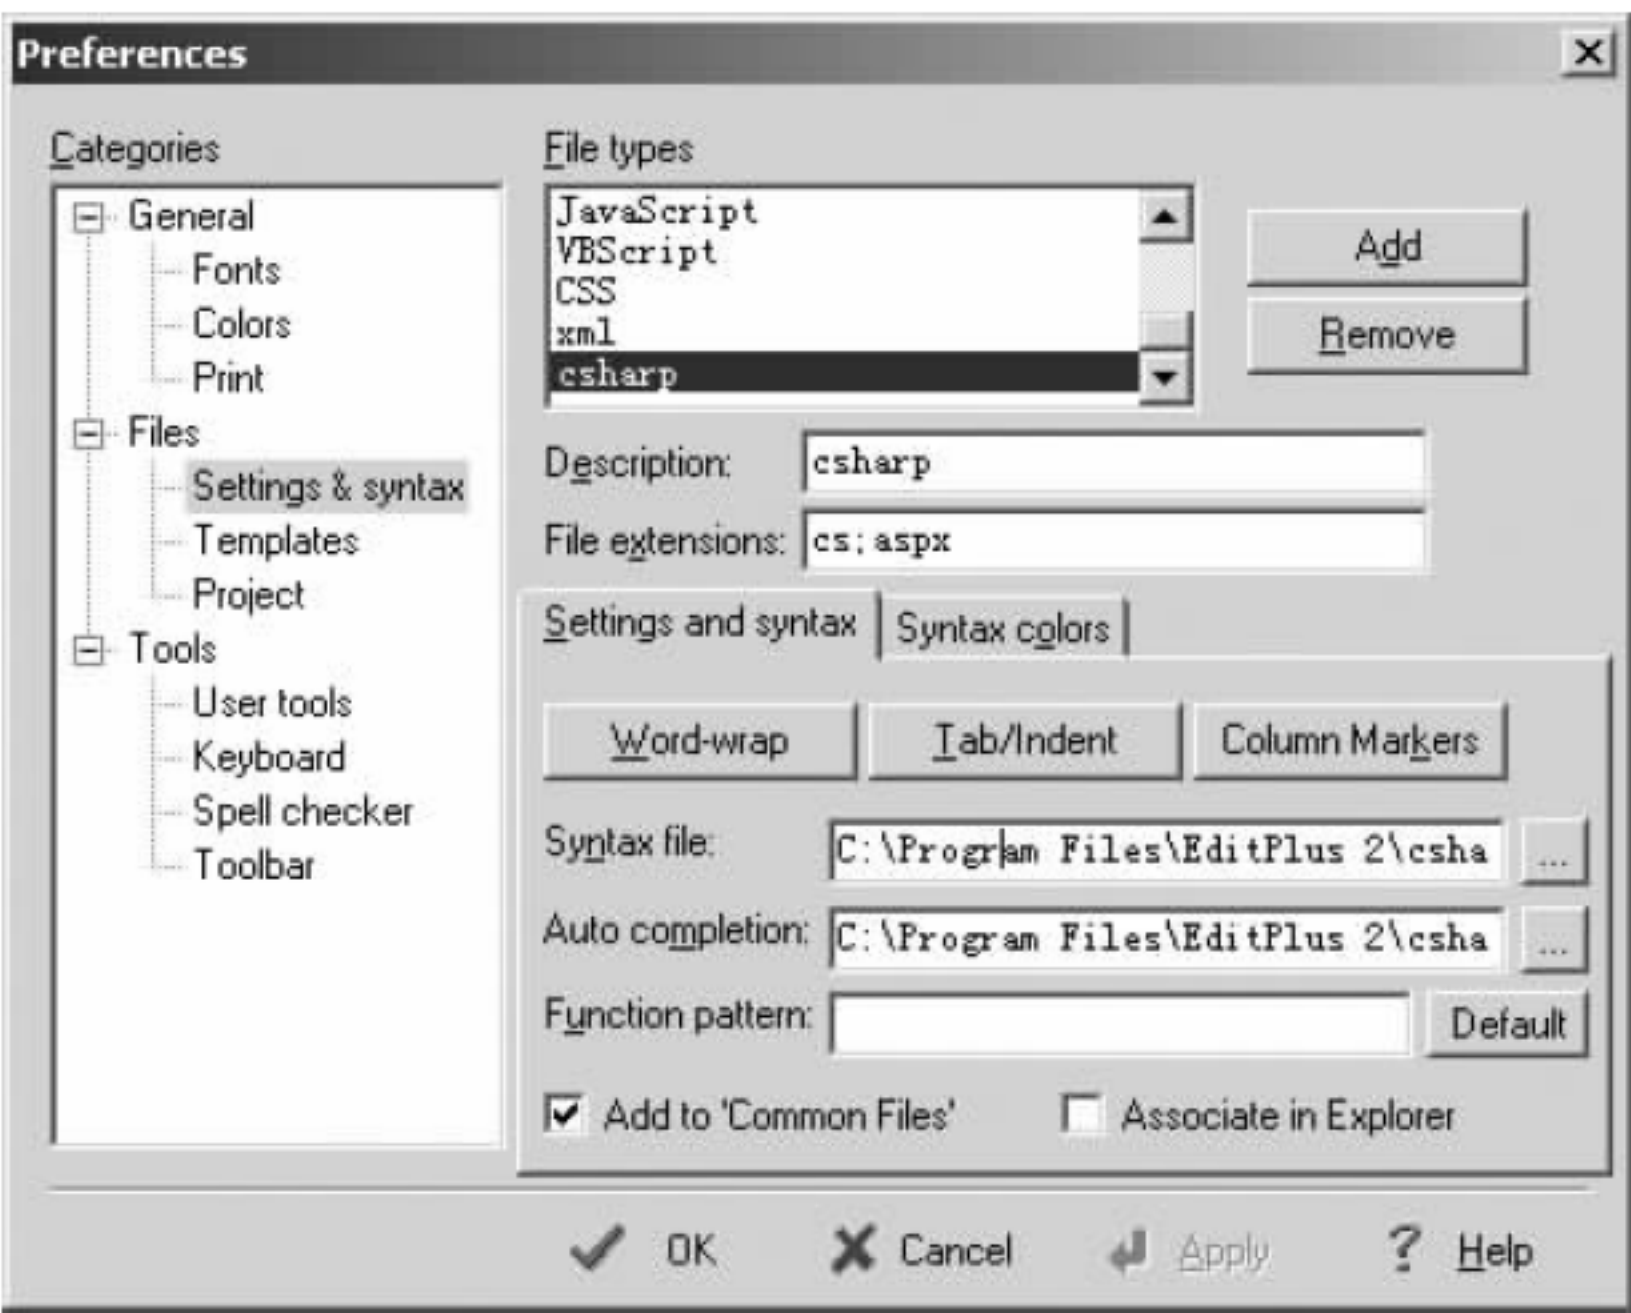 Preferences
Categories
General
Fonts
Colors
Print
Files
Settings & syntax
Templates
Project
Tools
User tools
Keyboard
Spell checker
Toolbar
File types
JavaScript
VBScript
CSS
xml
csharp
Add
Remove
Description: csharp
File extensions: cs;aspx
Settings and syntax Syntax colors
Word-wrap Tab/Indent Column Markers
Syntax file: C:\Program Files\EditPlus 2\csha ...
Auto completion: C:\Program Files\EditPlus 2\csha ...
Function pattern: Default
Add to 'Common Files' Associate in Explorer
OK Cancel Apply ? Help